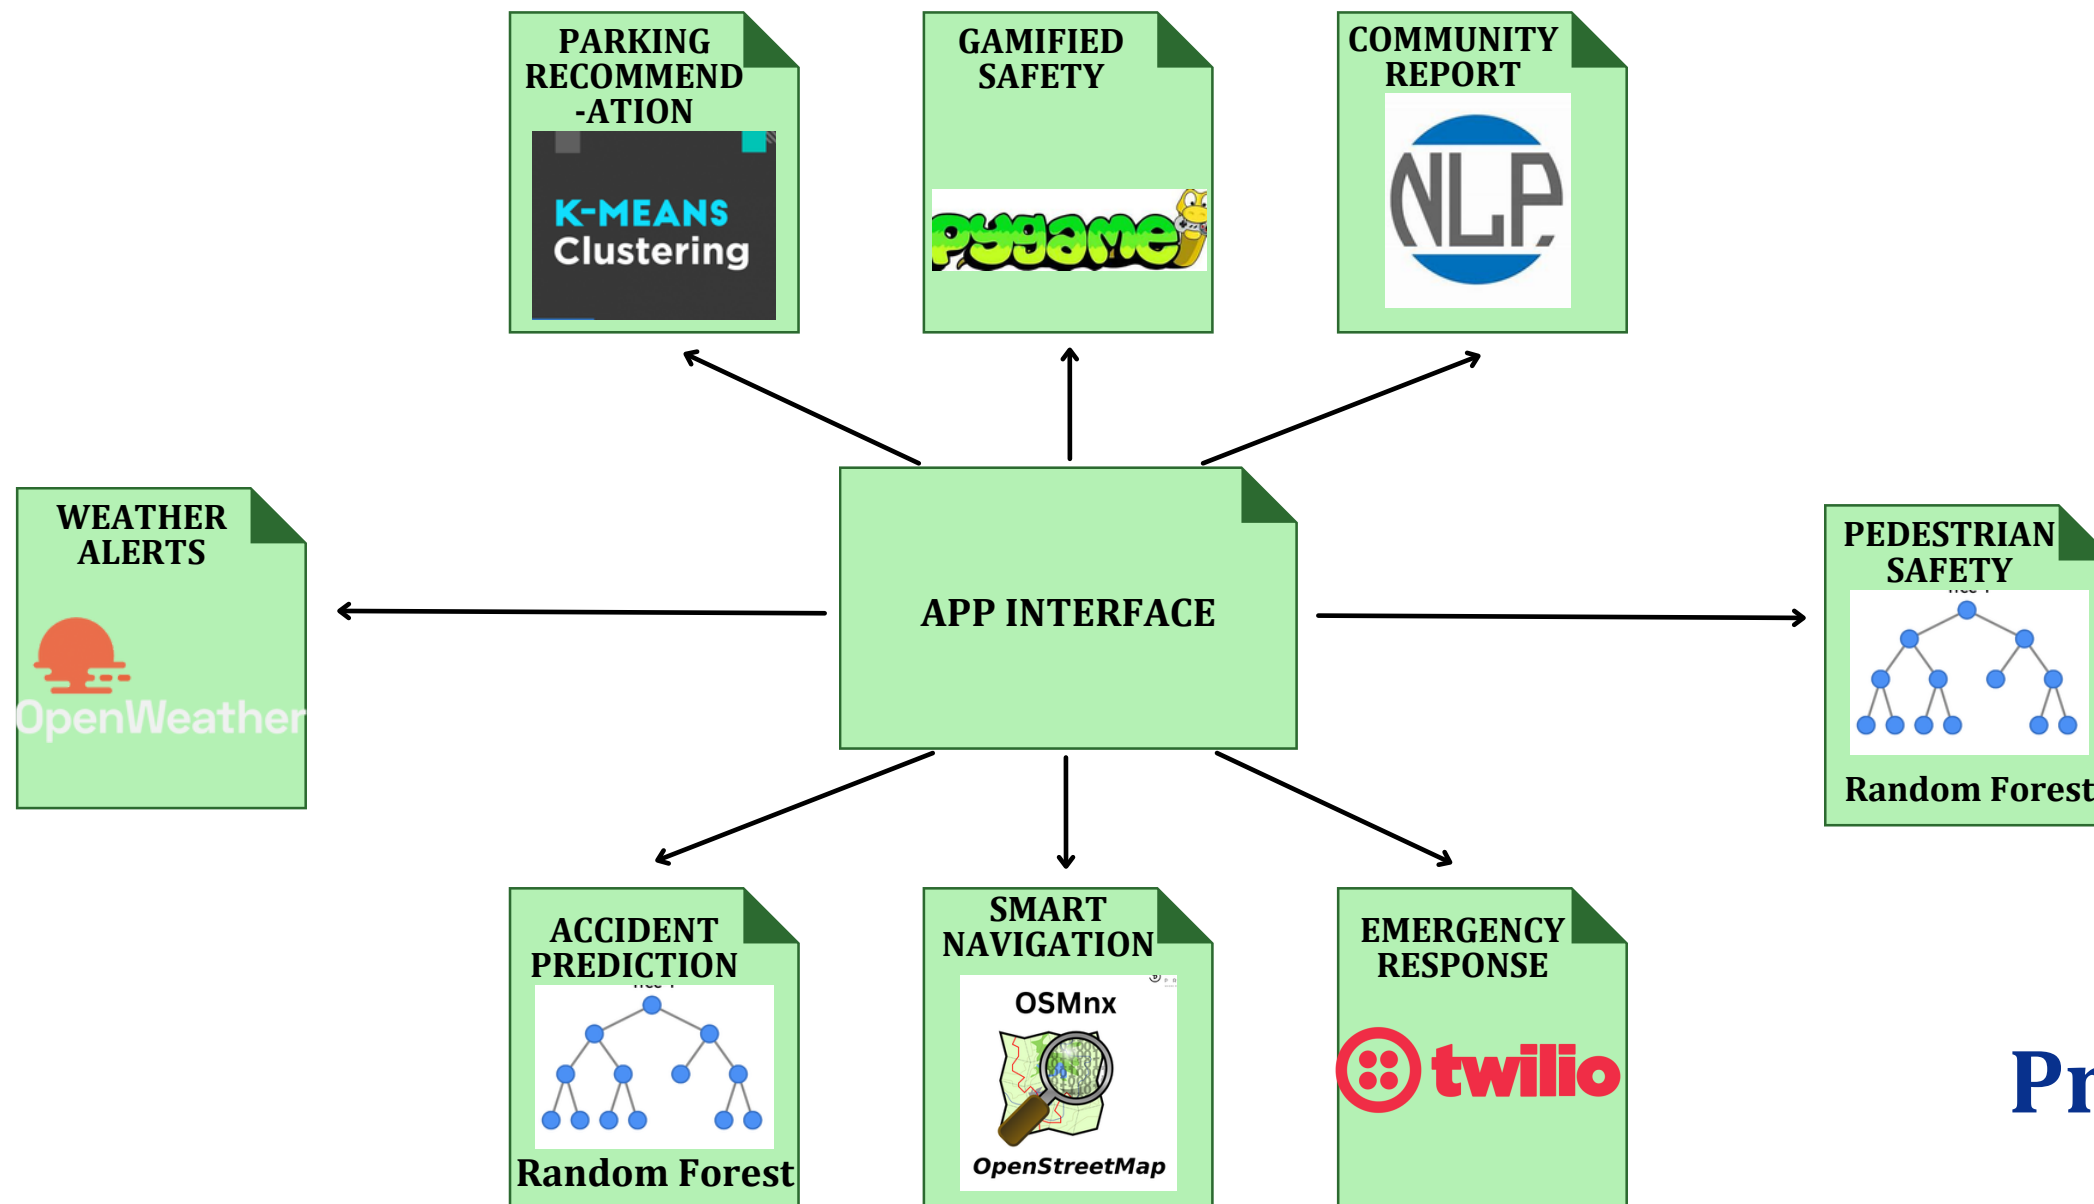 PARKING
RECOMMEND
-ATION
K-MEANS
Clustering
GAMIFIED
SAFETY
pygame
COMMUNITY
REPORT
NLP.
WEATHER
ALERTS
OpenWeather
APP INTERFACE
PEDESTRIAN
SAFETY
Random Forest
ACCIDENT
PREDICTION
Random Forest
SMART
NAVIGATION
OSMnx
OpenStreetMap
EMERGENCY
RESPONSE
twilio
Pr